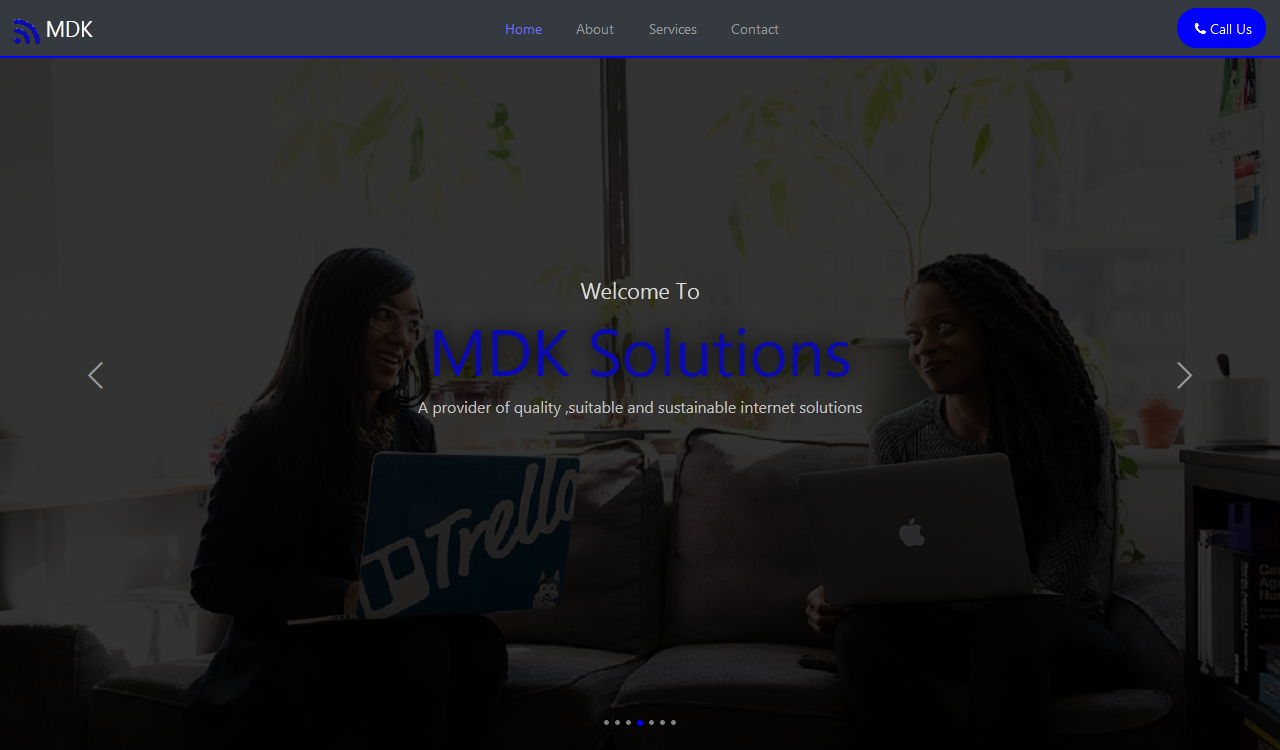 MDK
Home
About
Services
Contact
Call Us
Welcome To
MDK Solutions
A provider of quality ,suitable and sustainable internet solutions
Trello